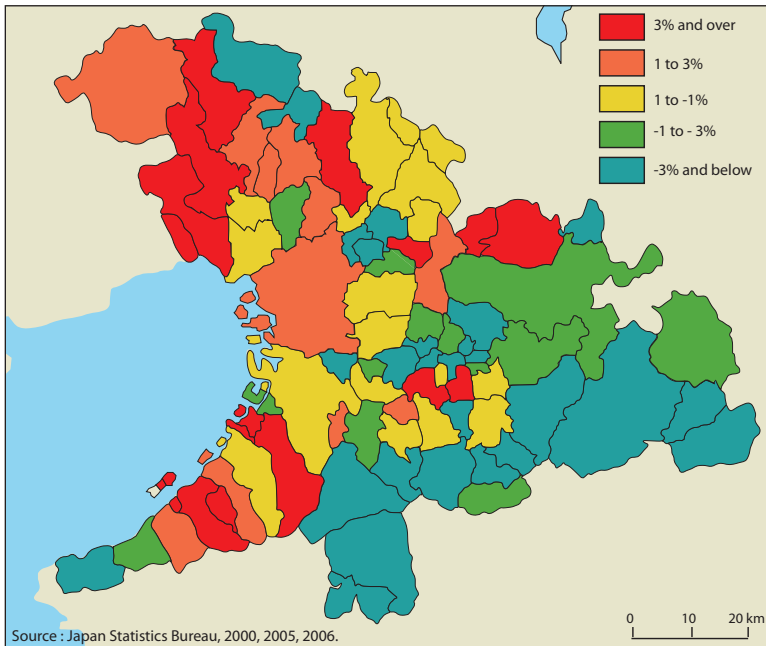 3% and over
1 to 3%
1 to -1%
-1 to - 3%
-3% and below
0 10 20 km
Source : Japan Statistics Bureau, 2000, 2005, 2006.